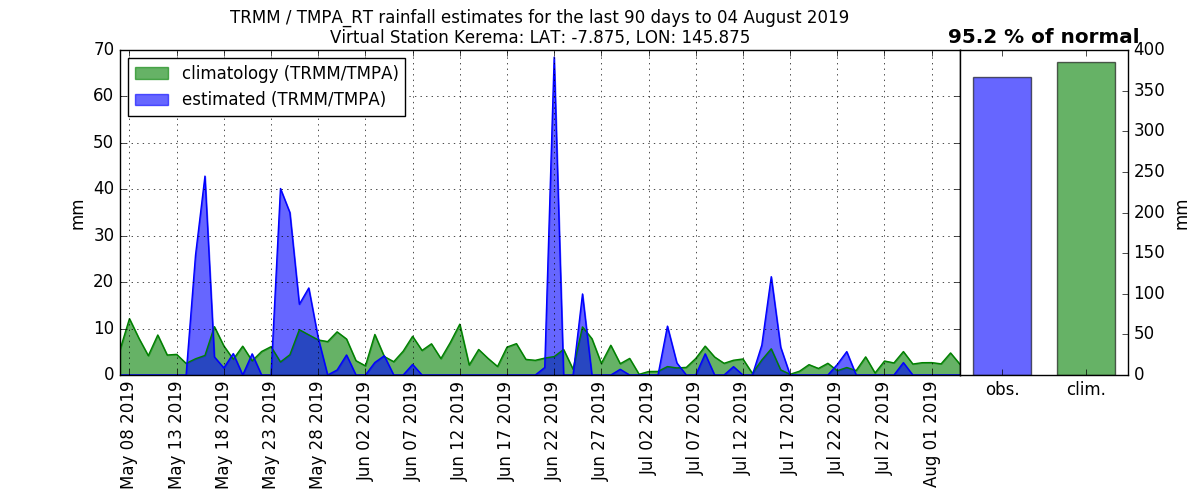 TRMM / TMPA_RT rainfall estimates for the last 90 days to 04 August 2019
Virtual Station Kerema: LAT: -7.875, LON: 145.875
95.2 % of normal
climatology (TRMM/TMPA)
estimated (TRMM/TMPA)
mm
70
60
50
40
30
20
10
0
400
350
300
250
200
150
100
50
0
mm
May 08 2019
May 13 2019
May 18 2019
May 23 2019
May 28 2019
Jun 02 2019
Jun 07 2019
Jun 12 2019
Jun 17 2019
Jun 22 2019
Jun 27 2019
Jul 02 2019
Jul 07 2019
Jul 12 2019
Jul 17 2019
Jul 22 2019
Jul 27 2019
Aug 01 2019
obs.
clim.